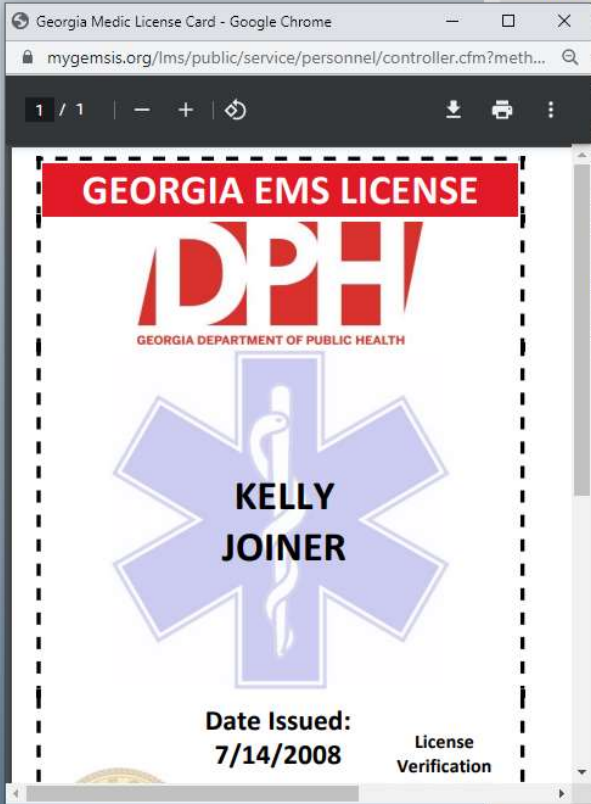 Georgia Medic License Card - Google Chrome
mygemsis.org/lms/public/service/personnel/controller.cfm?meth...
1 / 1
GEORGIA EMS LICENSE
DPH
GEORGIA DEPARTMENT OF PUBLIC HEALTH
KELLY
JOINER
Date Issued:
7/14/2008
License
Verification